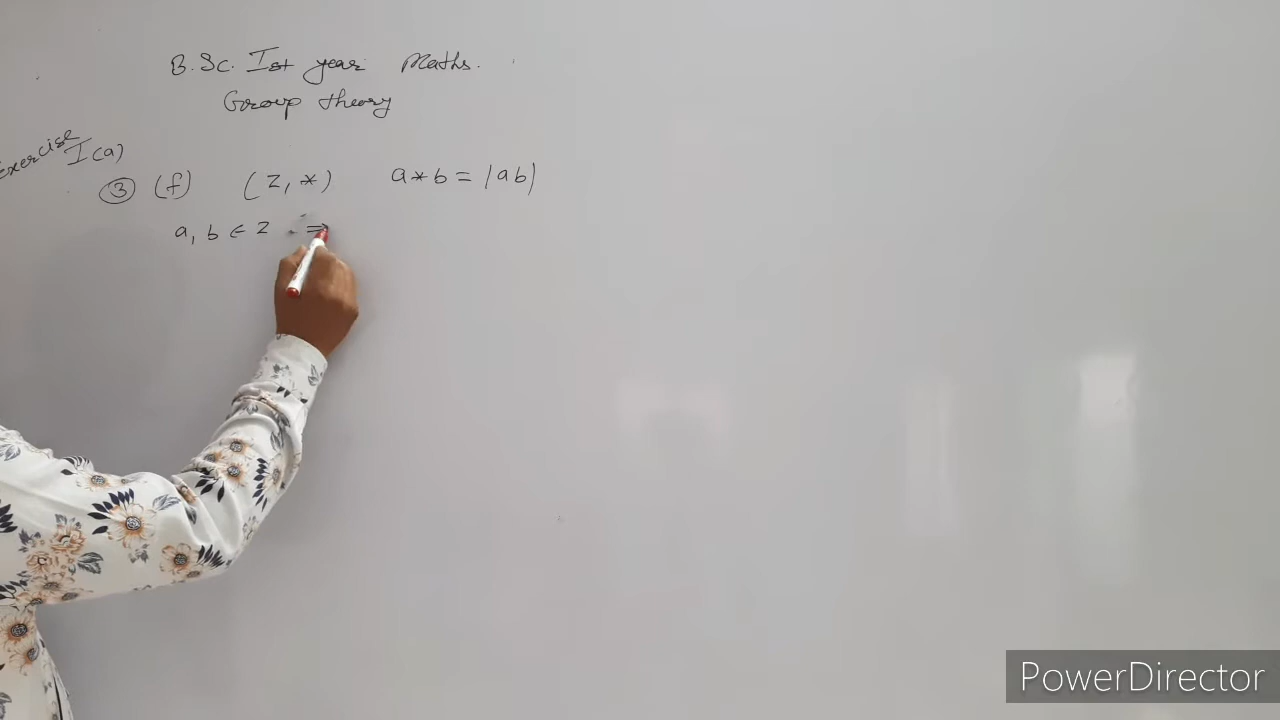 B.Sc. Ist year Maths.
Group theory
Exercise I(a)
③ (f) (Z, *) a*b = |ab|
a, b ∈ Z ⇒
PowerDirector